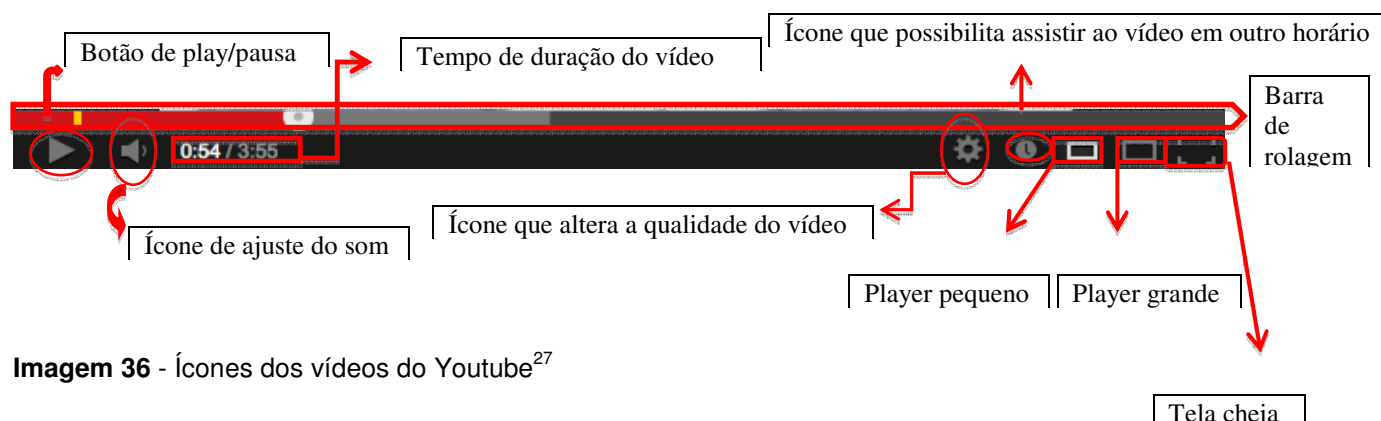 Ícone que possibilita assistir ao vídeo em outro horário
Botão de play/pausa
Tempo de duração do vídeo
Barra
de
rolagem
0:54 / 3:55
Ícone que altera a qualidade do vídeo
Ícone de ajuste do som
Player pequeno
Player grande
Imagem 36 - Ícones dos vídeos do Youtube27
Tela cheia